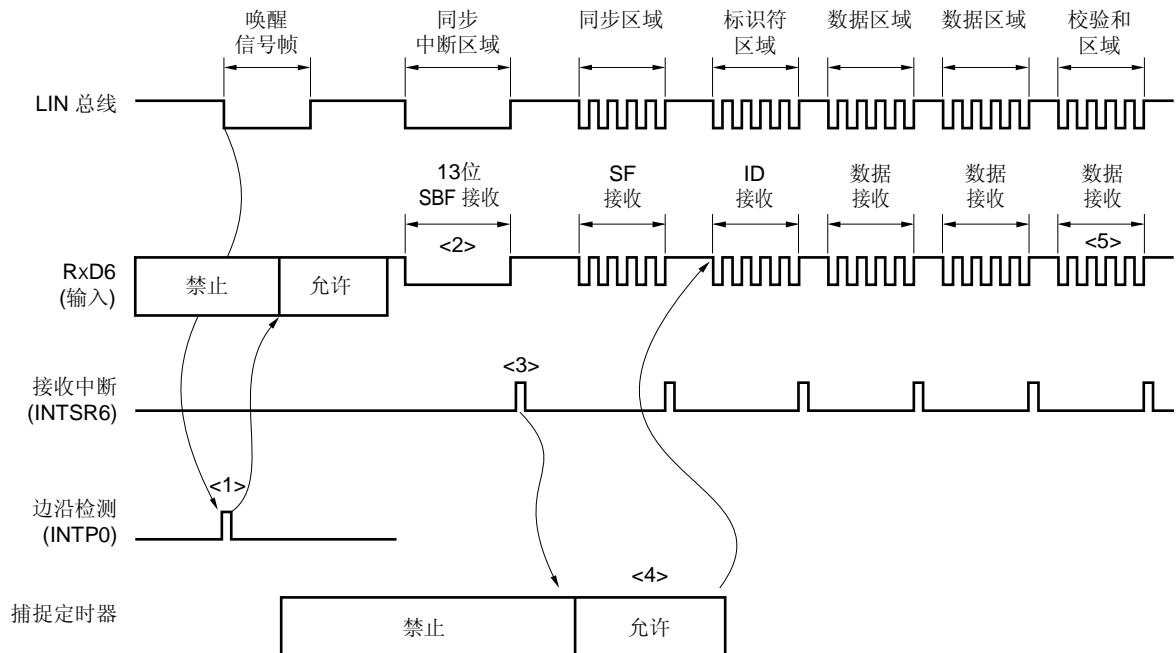 唤醒
信号帧
同步
中断区域
同步区域
标识符
区域
数据区域
数据区域
校验和
区域
LIN 总线
13位
SBF 接收
SF
接收
ID
接收
数据
接收
数据
接收
数据
接收
<2>
<5>
RxD6
(输入)
禁止
允许
<3>
接收中断
(INTSR6)
<1>
边沿检测
(INTP0)
<4>
捕捉定时器
禁止
允许